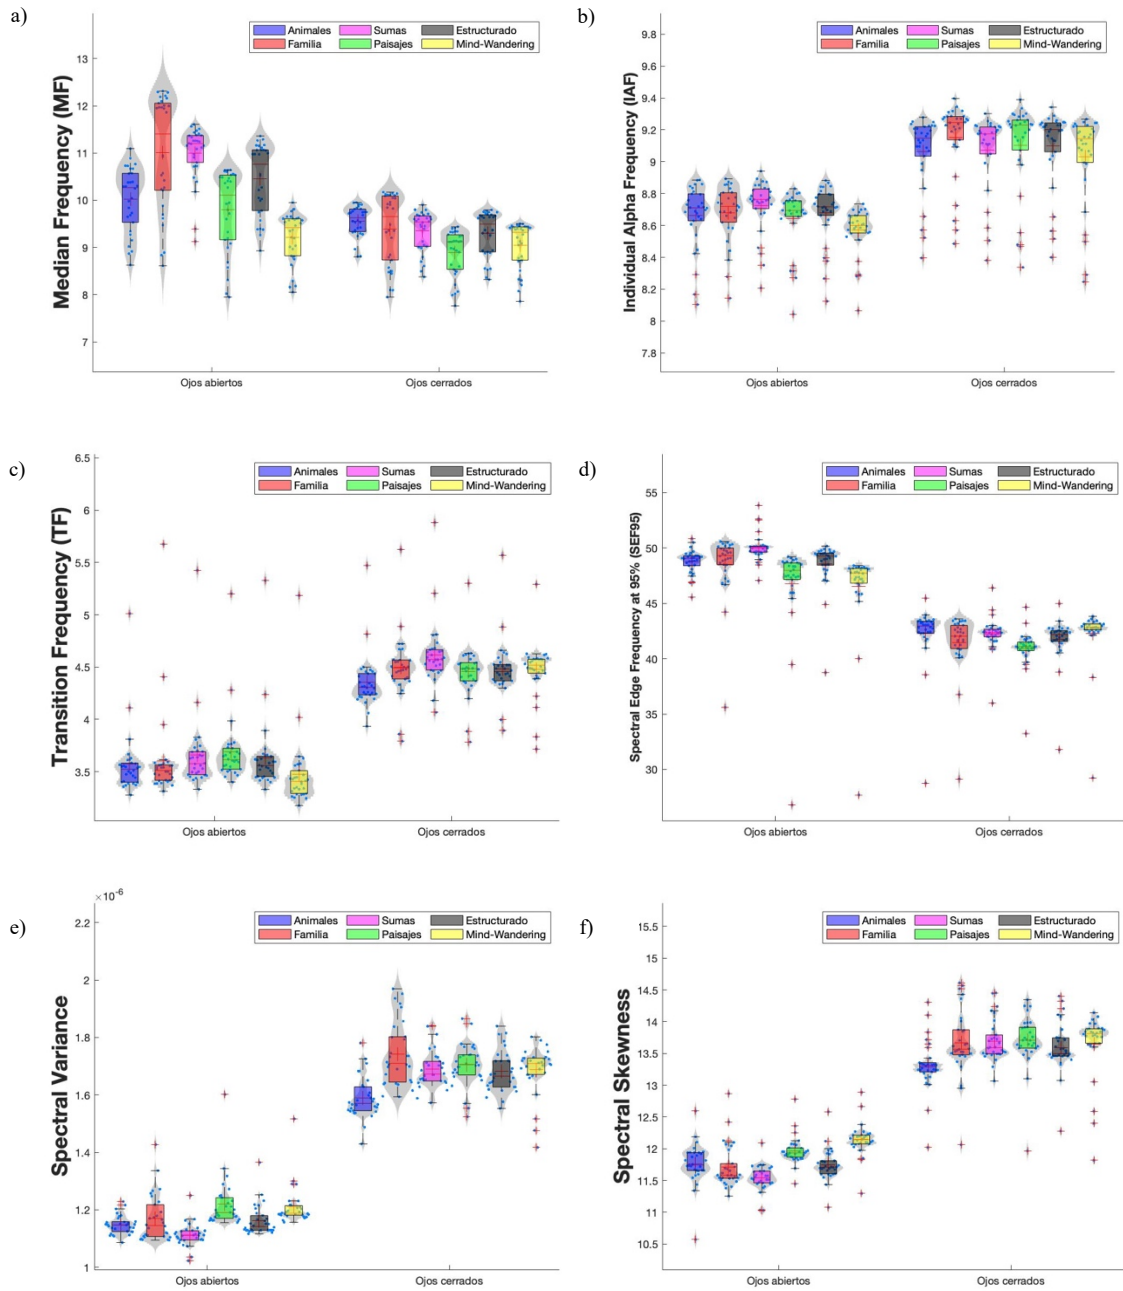 a)
Animales Sumas Estructurado
Familia Paisajes Mind-Wandering
Median Frequency (MF)
13
12
11
10
9
8
7
Ojos abiertos Ojos cerrados
b)
Animales Sumas Estructurado
Familia Paisajes Mind-Wandering
Individual Alpha Frequency (IAF)
9.8
9.6
9.4
9.2
9
8.8
8.6
8.4
8.2
8
7.8
Ojos abiertos Ojos cerrados
c)
Animales Sumas Estructurado
Familia Paisajes Mind-Wandering
Transition Frequency (TF)
6.5
6
5.5
5
4.5
4
3.5
Ojos abiertos Ojos cerrados
d)
Animales Sumas Estructurado
Familia Paisajes Mind-Wandering
Spectral Edge Frequency at 95% (SEF95)
55
50
45
40
35
30
Ojos abiertos Ojos cerrados
e)
×10⁻⁶
Animales Sumas Estructurado
Familia Paisajes Mind-Wandering
Spectral Variance
2.2
2
1.8
1.6
1.4
1.2
1
Ojos abiertos Ojos cerrados
f)
Animales Sumas Estructurado
Familia Paisajes Mind-Wandering
Spectral Skewness
15.5
15
14.5
14
13.5
13
12.5
12
11.5
11
10.5
Ojos abiertos Ojos cerrados